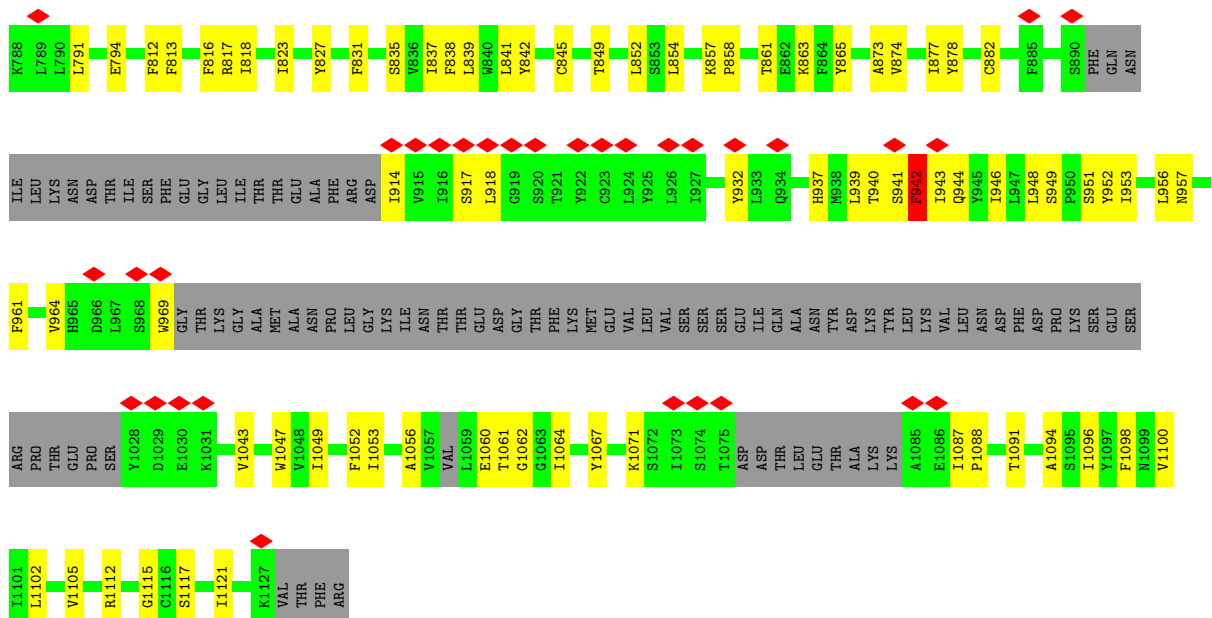 K788 L789 L790 L791 E794 F812 F813 F816 R817 I818 I823 Y827 F831 S835 V836 I837 F838 L839 W840 L841 Y842 C845 T849 L852 S853 L854 K857 P858 T861 E862 K863 F864 Y865 A873 V874 I877 Y878 C882 F885 S890 PHE GLN ASN
ILE LEU LYS ASN ASP THR ILE SER PHE GLU GLY LEU ILE THR THR GLU ALA PHE ARG ASP I914 V915 I916 S917 L918 G919 S920 T921 Y922 C923 L924 Y925 L926 I927 Y932 L933 Q934 H937 M938 L939 T940 S941 F942 I943 Q944 Y945 I946 L947 L948 S949 P950 S951 Y952 I953 L956 N957
F961 V964 H965 D966 L967 S968 W969 GLY THR LYS GLY ALA MET ALA ASN PRO LEU GLY LYS ILE ASN THR THR GLU ASP GLY THR PHE LYS MET GLU VAL LEU VAL SER SER SER GLU ILE GLN ALA ASN TYR ASP LYS TYR LEU LYS VAL LEU ASN ASP PHE ASP PRO LYS SER GLU SER
ARG PRO THR GLU PRO SER Y1028 D1029 E1030 K1031 V1043 W1047 V1048 I1049 F1052 I1053 A1056 V1057 VAL L1059 E1060 T1061 G1062 G1063 I1064 Y1067 K1071 S1072 I1073 S1074 T1075 ASP ASP THR LEU GLU THR ALA LYS LYS A1085 E1086 I1087 P1088 T1091 A1094 S1095 I1096 Y1097 F1098 N1099 V1100
I1101 L1102 V1105 R1112 G1115 C1116 S1117 I1121 K1127 VAL THR PHE ARG